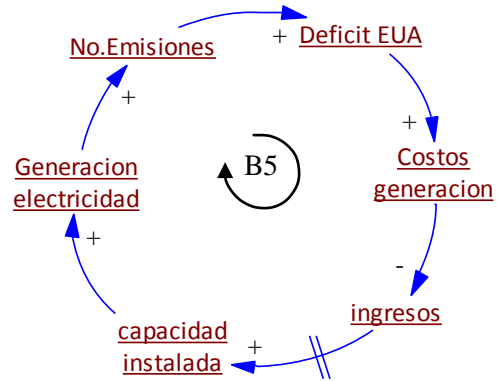 No.Emisiones
+
Deficit EUA
+
Costos
generacion
-
ingresos
+
capacidad
instalada
+
Generacion
electricidad
+
B5